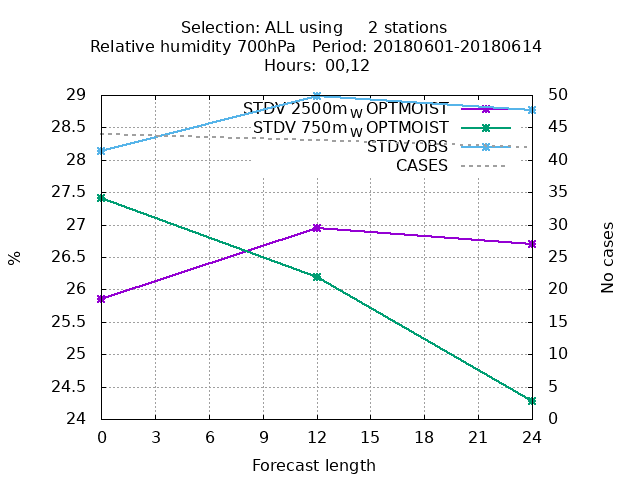 Selection: ALL using     2 stations
Relative humidity 700hPa   Period: 20180601-20180614
Hours: 00,12
29
28.5
28
27.5
27
26.5
26
25.5
25
24.5
24
%
50
45
40
35
30
25
20
15
10
5
0
No cases
STDV 2500m_W OPTMOIST
STDV 750m_W OPTMOIST
STDV OBS
CASES
0 3 6 9 12 15 18 21 24
Forecast length